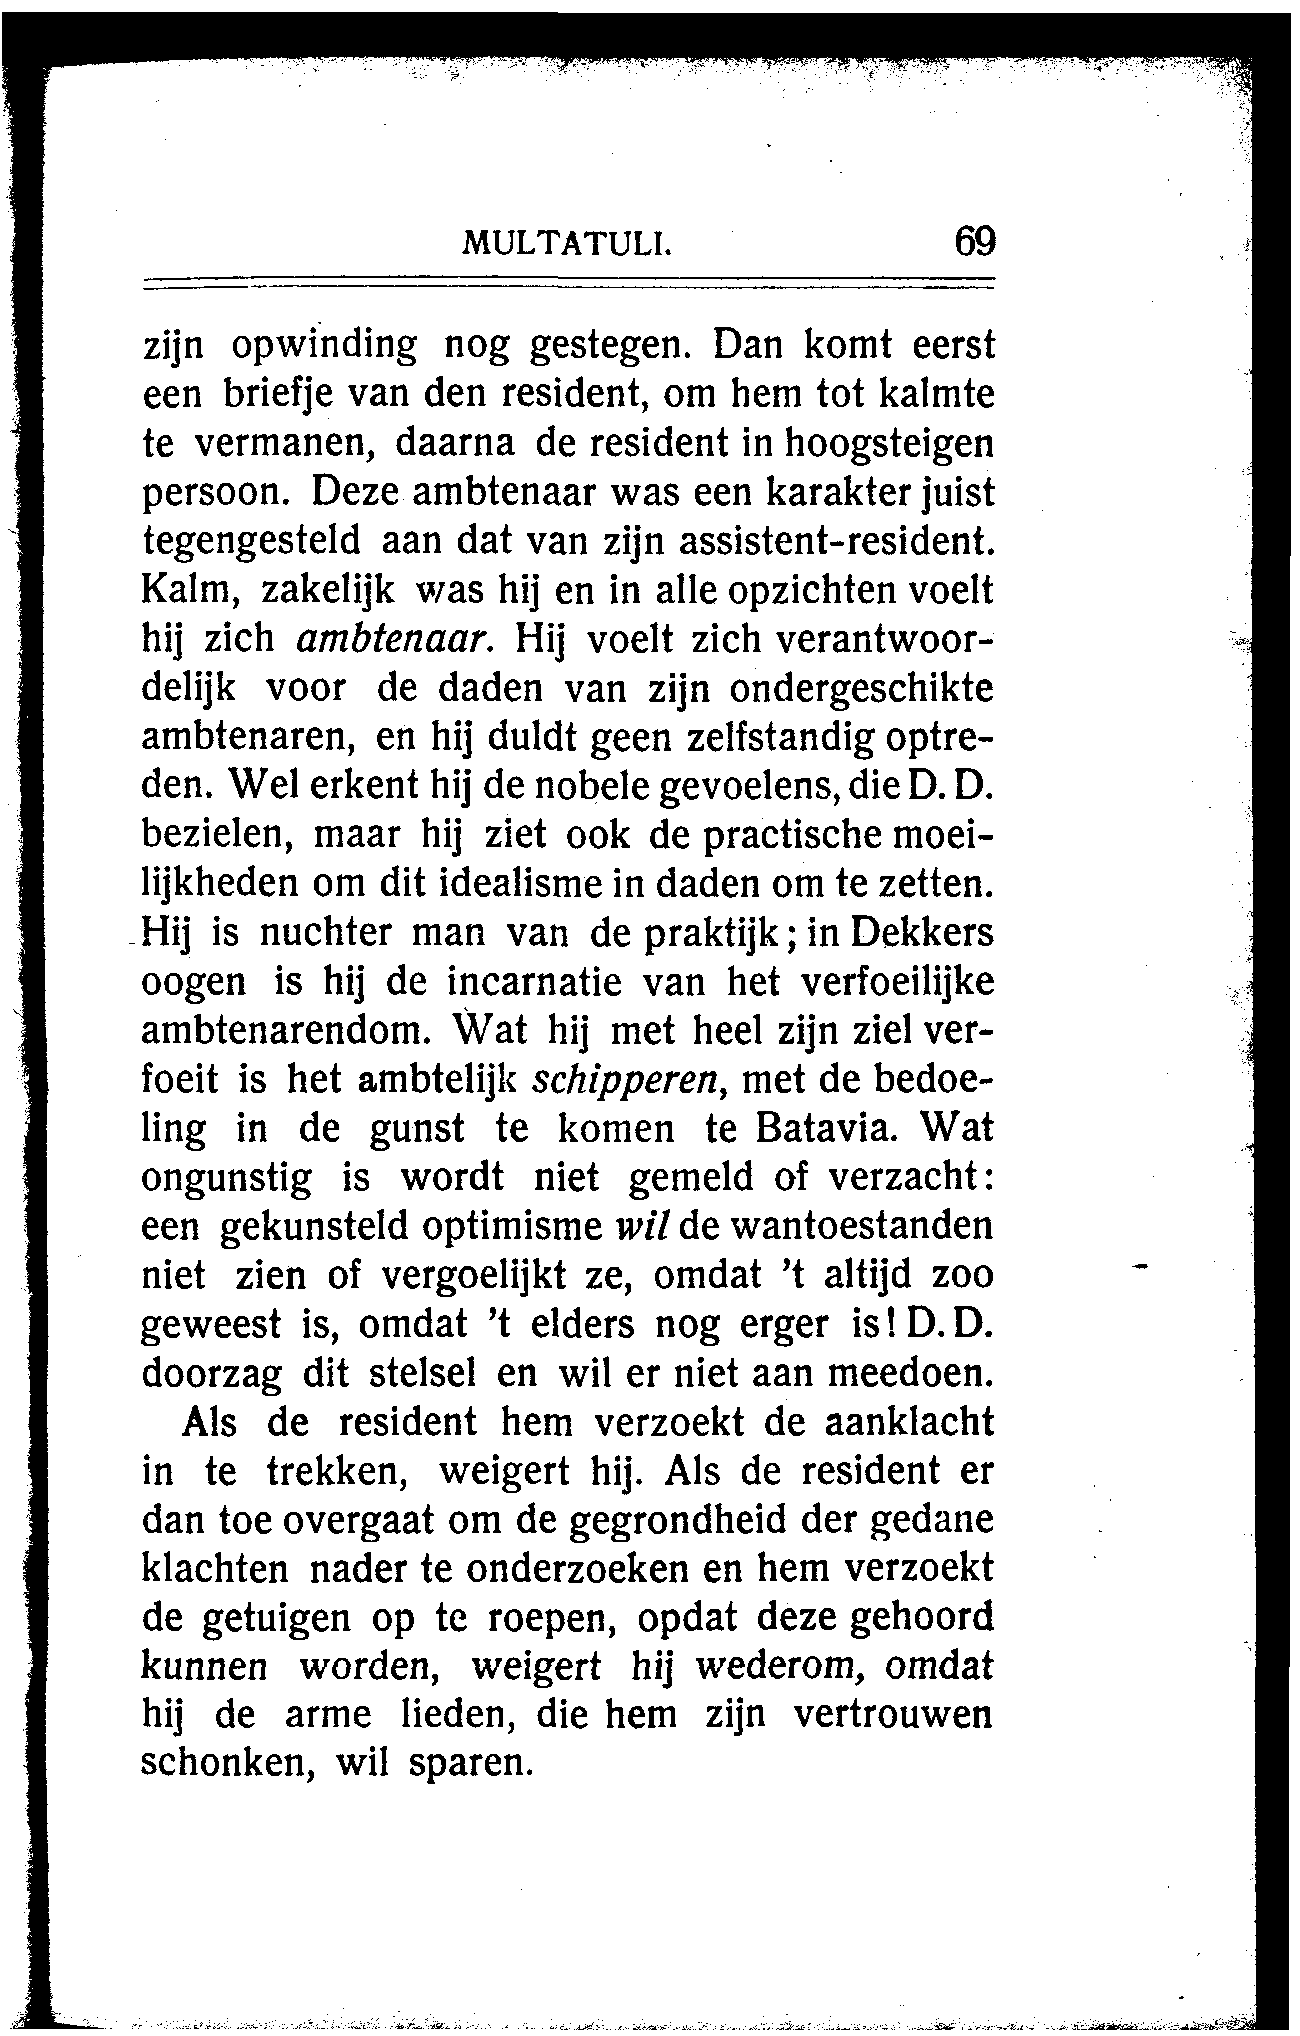 MULTATULI. 69
zijn opwinding nog gestegen. Dan komt eerst
een briefje van den resident, om hem tot kalmte
te vermanen, daarna de resident in hoogsteigen
persoon. Deze ambtenaar was een karakter juist
tegengesteld aan dat van zijn assistent-resident.
Kalm, zakelijk was hij en in alle opzichten voelt
hij zich ambtenaar. Hij voelt zich verantwoor-
delijk voor de daden van zijn ondergeschikte
ambtenaren, en hij duldt geen zelfstandig optre-
den. Wel erkent hij de nobele gevoelens, die D. D.
bezielen, maar hij ziet ook de practische moei-
lijkheden om dit idealisme in daden om te zetten.
Hij is nuchter man van de praktijk; in Dekkers
oogen is hij de incarnatie van het verfoeilijke
ambtenarendom. Wat hij met heel zijn ziel ver-
foeit is het ambtelijk schipperen, met de bedoe-
ling in de gunst te komen te Batavia. Wat
ongunstig is wordt niet gemeld of verzacht:
een gekunsteld optimisme wil de wantoestanden
niet zien of vergoelijkt ze, omdat 't altijd zoo
geweest is, omdat 't elders nog erger is! D. D.
doorzag dit stelsel en wil er niet aan meedoen.
Als de resident hem verzoekt de aanklacht
in te trekken, weigert hij. Als de resident er
dan toe overgaat om de gegrondheid der gedane
klachten nader te onderzoeken en hem verzoekt
de getuigen op te roepen, opdat deze gehoord
kunnen worden, weigert hij wederom, omdat
hij de arme lieden, die hem zijn vertrouwen
schonken, wil sparen.